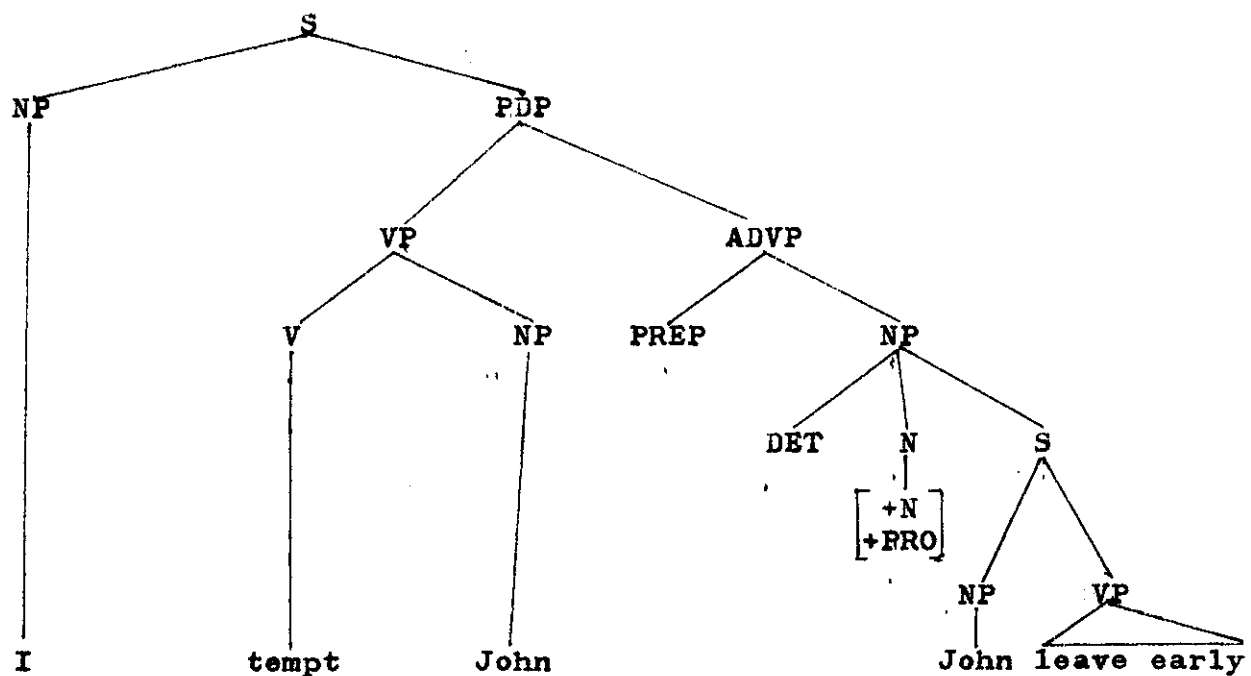 S
NP PDP
VP ADVP
V NP PREP NP
DET N S
[+N
+PRO]
NP VP
I tempt John John leave early